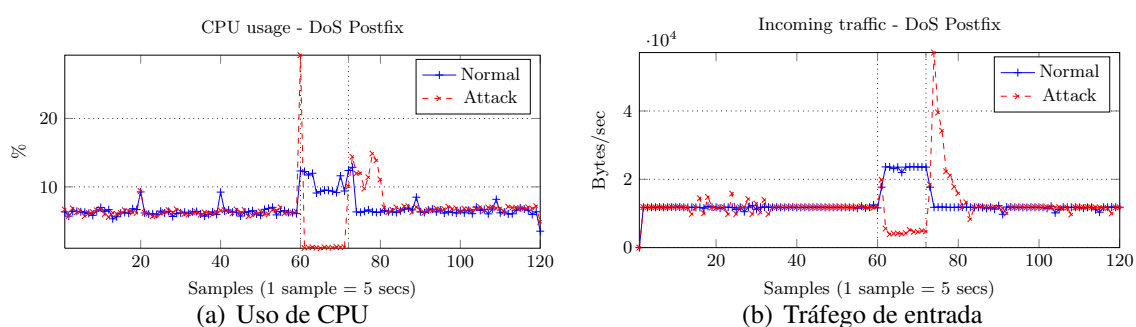 CPU usage - DoS Postfix
Normal
Attack
%
20
10
20
40
60
80
100
120
Samples (1 sample = 5 secs)
(a) Uso de CPU
Incoming traffic - DoS Postfix
·10⁴
Normal
Attack
Bytes/sec
4
2
0
20
40
60
80
100
120
Samples (1 sample = 5 secs)
(b) Tráfego de entrada